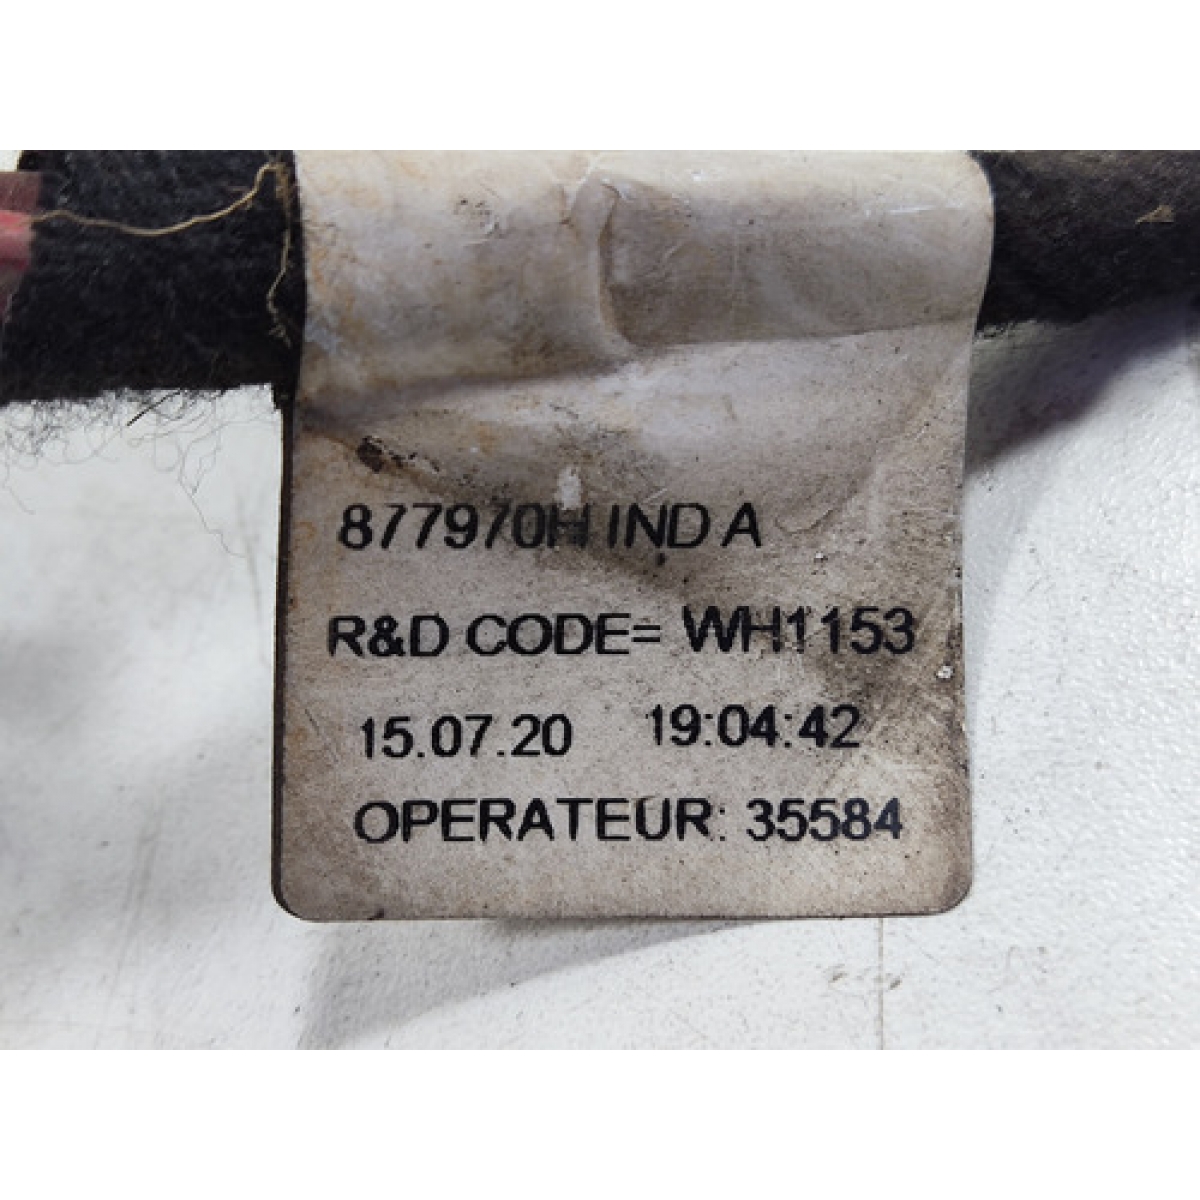 877970H IND A
R&D CODE= WH1153
15.07.20 19:04:42
OPERATEUR: 35584